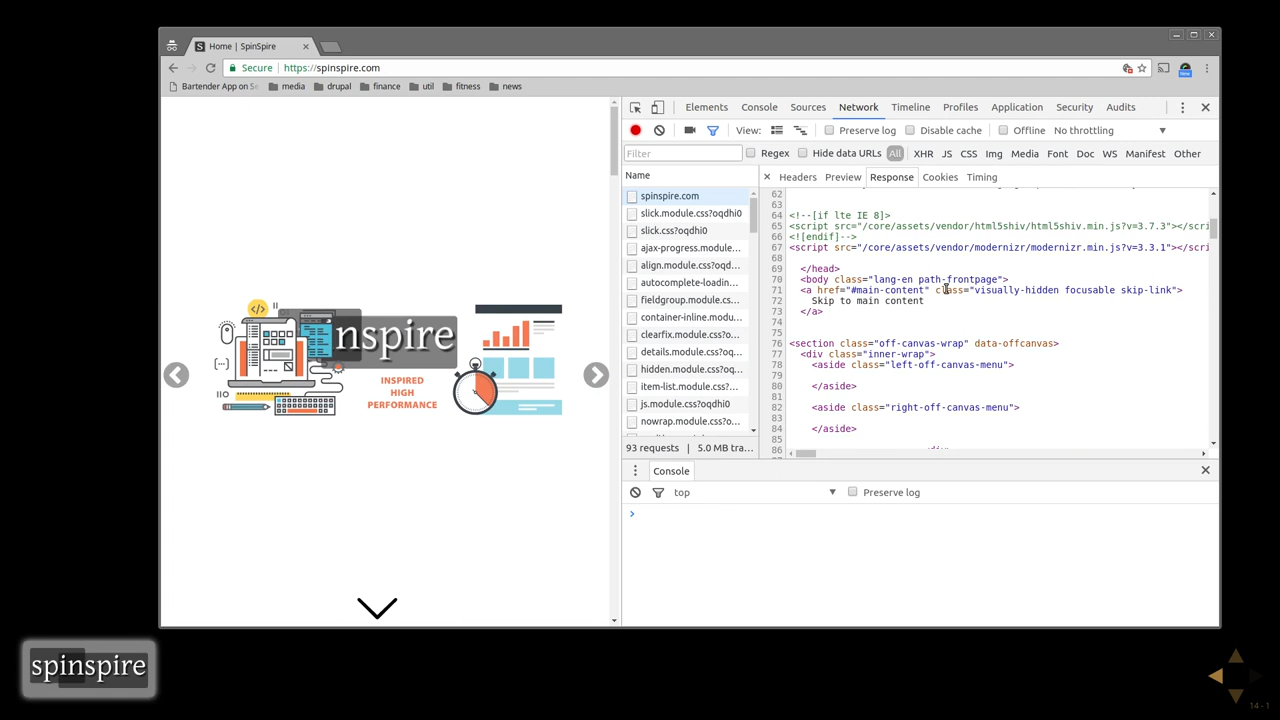 Home | SpinSpire
Secure https://spinspire.com
Bartender App on Se media drupal finance util fitness news
Elements Console Sources Network Timeline Profiles Application Security Audits
View: Preserve log Disable cache Offline No throttling
Filter Regex Hide data URLs All XHR JS CSS Img Media Font Doc WS Manifest Other
Name
Headers Preview Response Cookies Timing
spinspire.com
slick.module.css?oqdhi0
slick.css?oqdhi0
ajax-progress.module...
align.module.css?oqd...
autocomplete-loadin...
fieldgroup.module.cs...
container-inline.modu...
clearfix.module.css?o...
details.module.css?oq...
hidden.module.css?oq...
item-list.module.css?...
js.module.css?oqdhi0
nowrap.module.css?o...
93 requests | 5.0 MB tra...
62
63
64 <!--[if lte IE 8]>
65 <script src="/core/assets/vendor/html5shiv/html5shiv.min.js?v=3.7.3"></scri
66 <![endif]-->
67 <script src="/core/assets/vendor/modernizr/modernizr.min.js?v=3.3.1"></scri
68
69 </head>
70 <body class="lang-en path-frontpage">
71 <a href="#main-content" class="visually-hidden focusable skip-link">
72 Skip to main content
73 </a>
74
75
76 <section class="off-canvas-wrap" data-offcanvas>
77 <div class="inner-wrap">
78 <aside class="left-off-canvas-menu">
79
80 </aside>
81
82 <aside class="right-off-canvas-menu">
83
84 </aside>
85
86
nspire
INSPIRED
HIGH
PERFORMANCE
Console
top Preserve log
>
spinspire
14 - 1